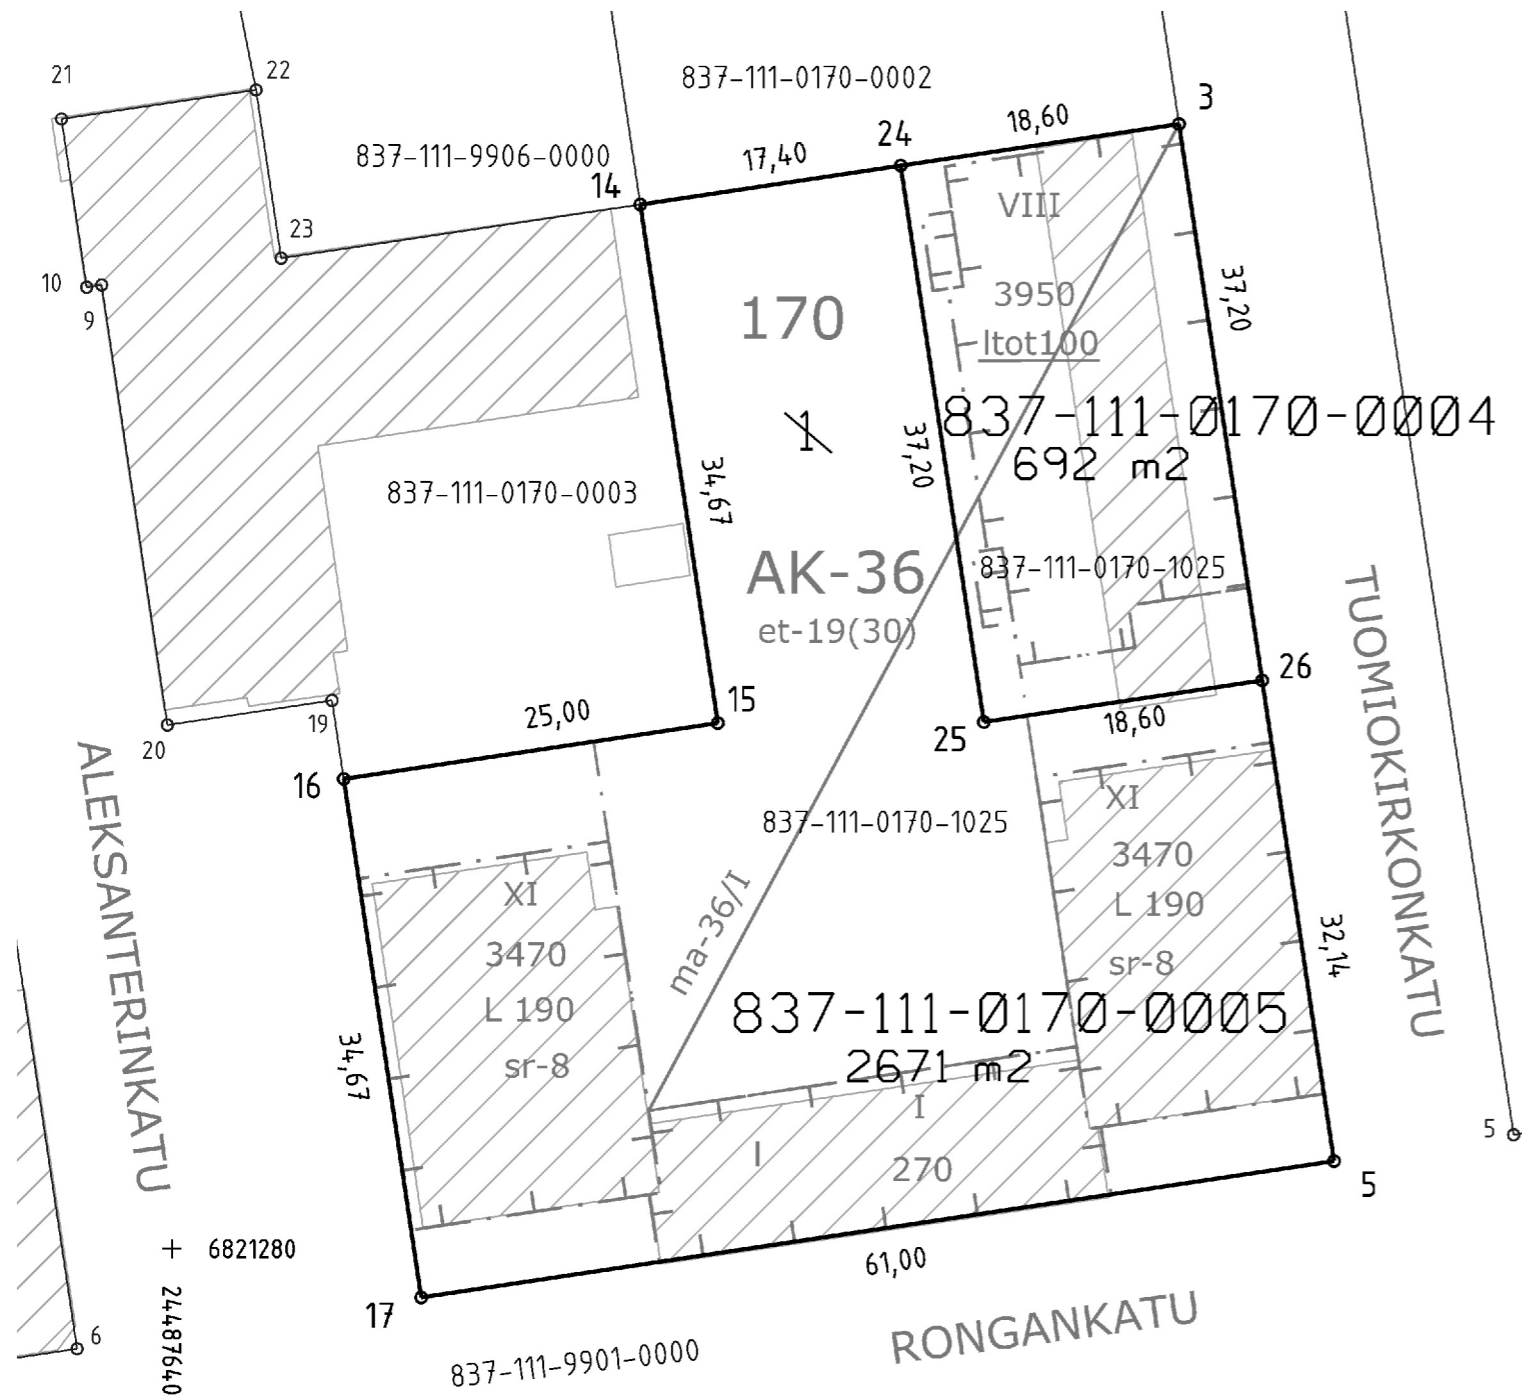 21
22
837-111-0170-0002
3
18,60
24
17,40
837-111-9906-0000
14
VIII
23
10
9
3950
37,20
170
ltot100
837-111-0170-0004
1
692 m2
37,20
34,67
837-111-0170-0003
AK-36
837-111-0170-1025
et-19(30)
TUOMIOKIRKONKATU
26
15
25,00
18,60
25
19
20
16
ALEKSANTERINKATU
XI
837-111-0170-1025
3470
L 190
sr-8
XI
3470
L 190
sr-8
ma-36/I
32,14
837-111-0170-0005
2671 m2
34,67
I
I
270
5
5
6821280
24487640
61,00
17
6
RONGANKATU
837-111-9901-0000